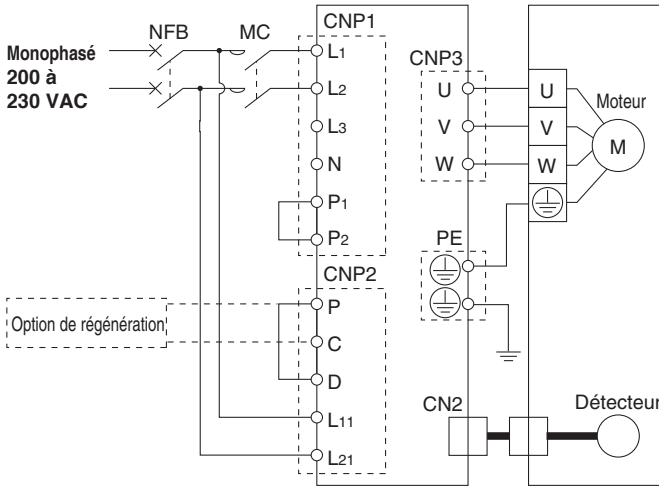 NFB
MC
CNP1
Monophasé
200 à
230 VAC
L1
L2
L3
N
P1
P2
CNP3
U
V
W
U
V
W
Moteur
M
PE
CNP2
Option de régénération
P
C
D
L11
L21
CN2
Détecteur